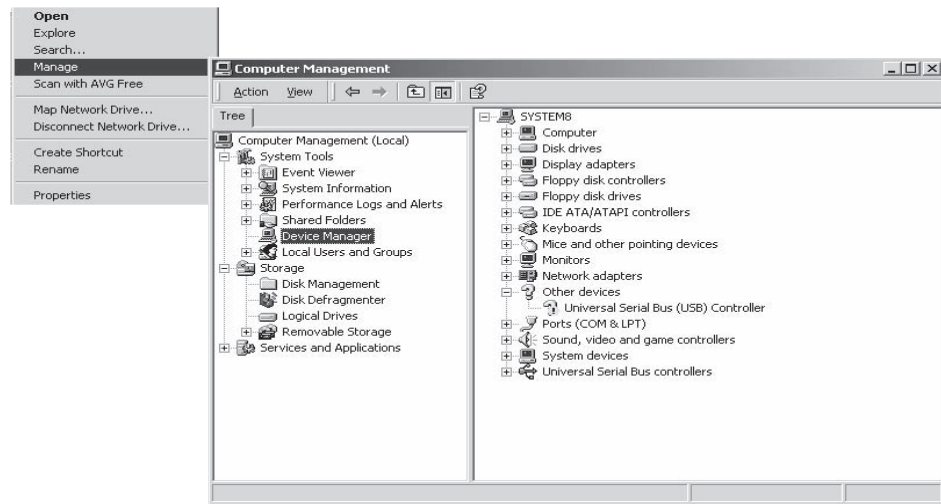 Open
Explore
Search...
Manage
Scan with AVG Free
Map Network Drive...
Disconnect Network Drive...
Create Shortcut
Rename
Properties
Computer Management
Action View
Tree
Computer Management (Local)
System Tools
Event Viewer
System Information
Performance Logs and Alerts
Shared Folders
Device Manager
Local Users and Groups
Storage
Disk Management
Disk Defragmenter
Logical Drives
Removable Storage
Services and Applications
SYSTEM8
Computer
Disk drives
Display adapters
Floppy disk controllers
Floppy disk drives
IDE ATA/ATAPI controllers
Keyboards
Mice and other pointing devices
Monitors
Network adapters
Other devices
Universal Serial Bus (USB) Controller
Ports (COM & LPT)
Sound, video and game controllers
System devices
Universal Serial Bus controllers